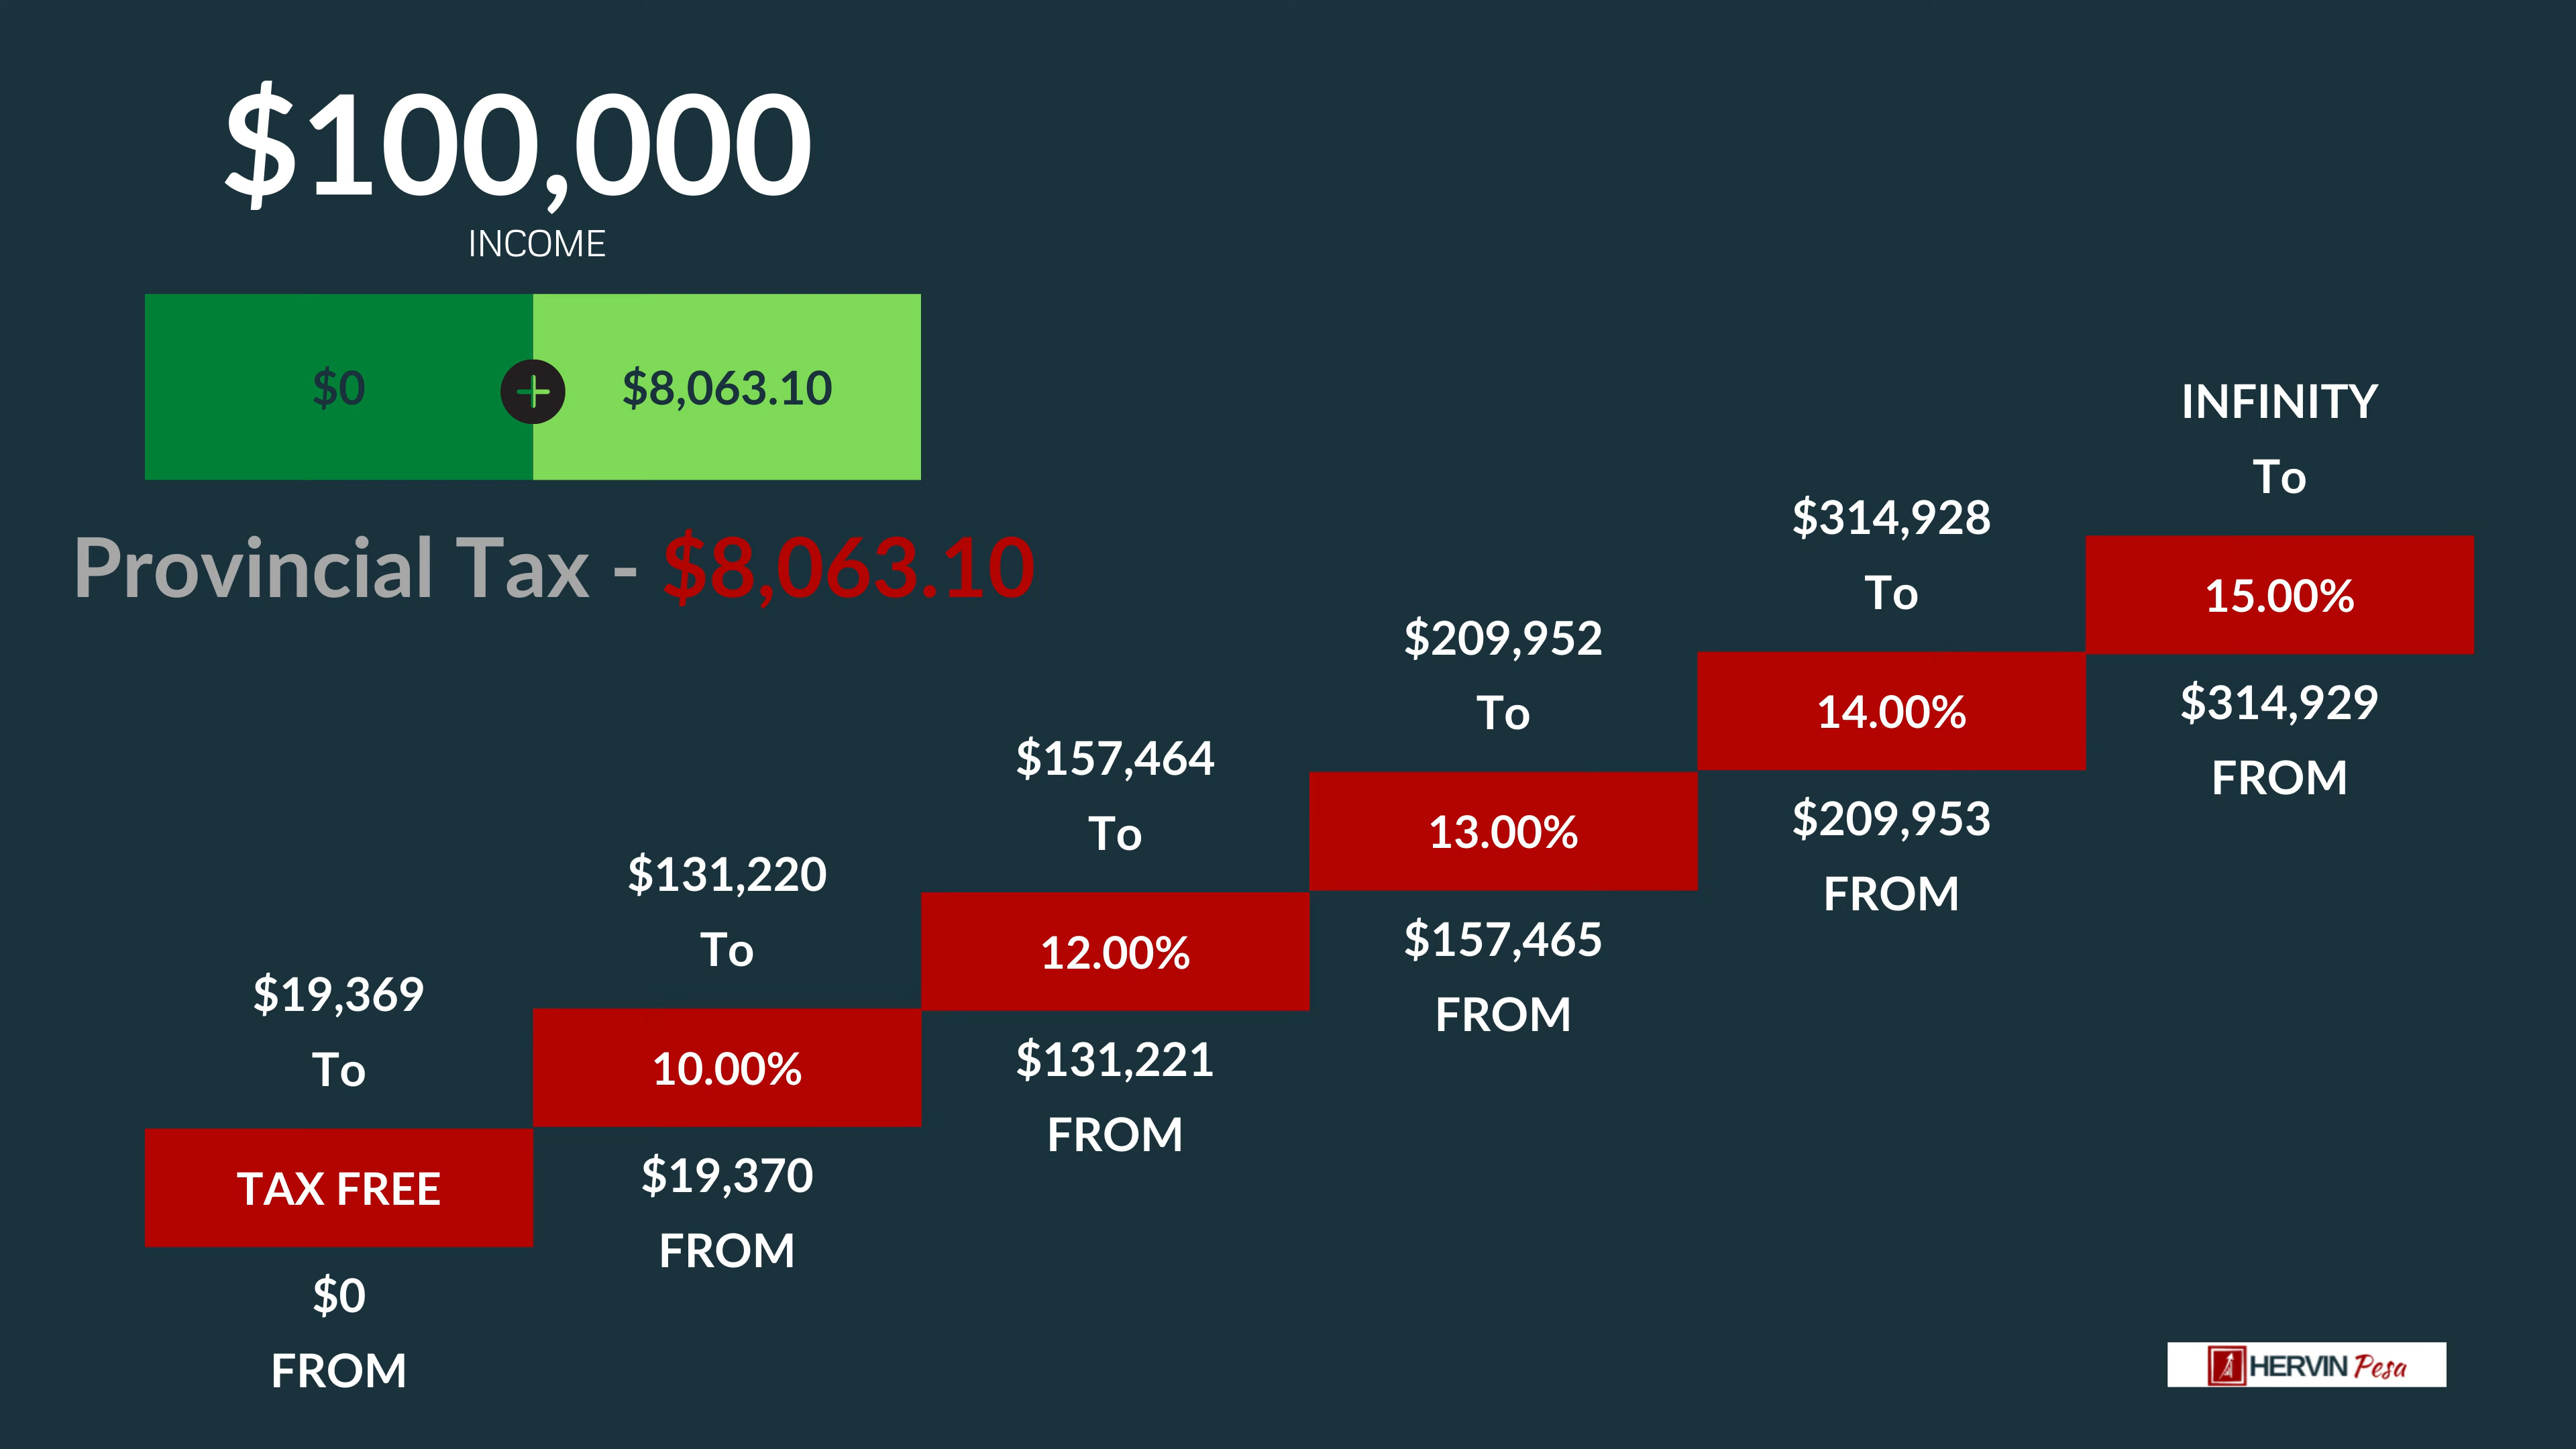 $100,000
INCOME
$0
+
$8,063.10
Provincial Tax - $8,063.10
$19,369
To
TAX FREE
$0
FROM
$131,220
To
10.00%
$19,370
FROM
$157,464
To
12.00%
$131,221
FROM
$209,952
To
13.00%
$157,465
FROM
$314,928
To
14.00%
$209,953
FROM
INFINITY
To
15.00%
$314,929
FROM
HERVIN Pesa